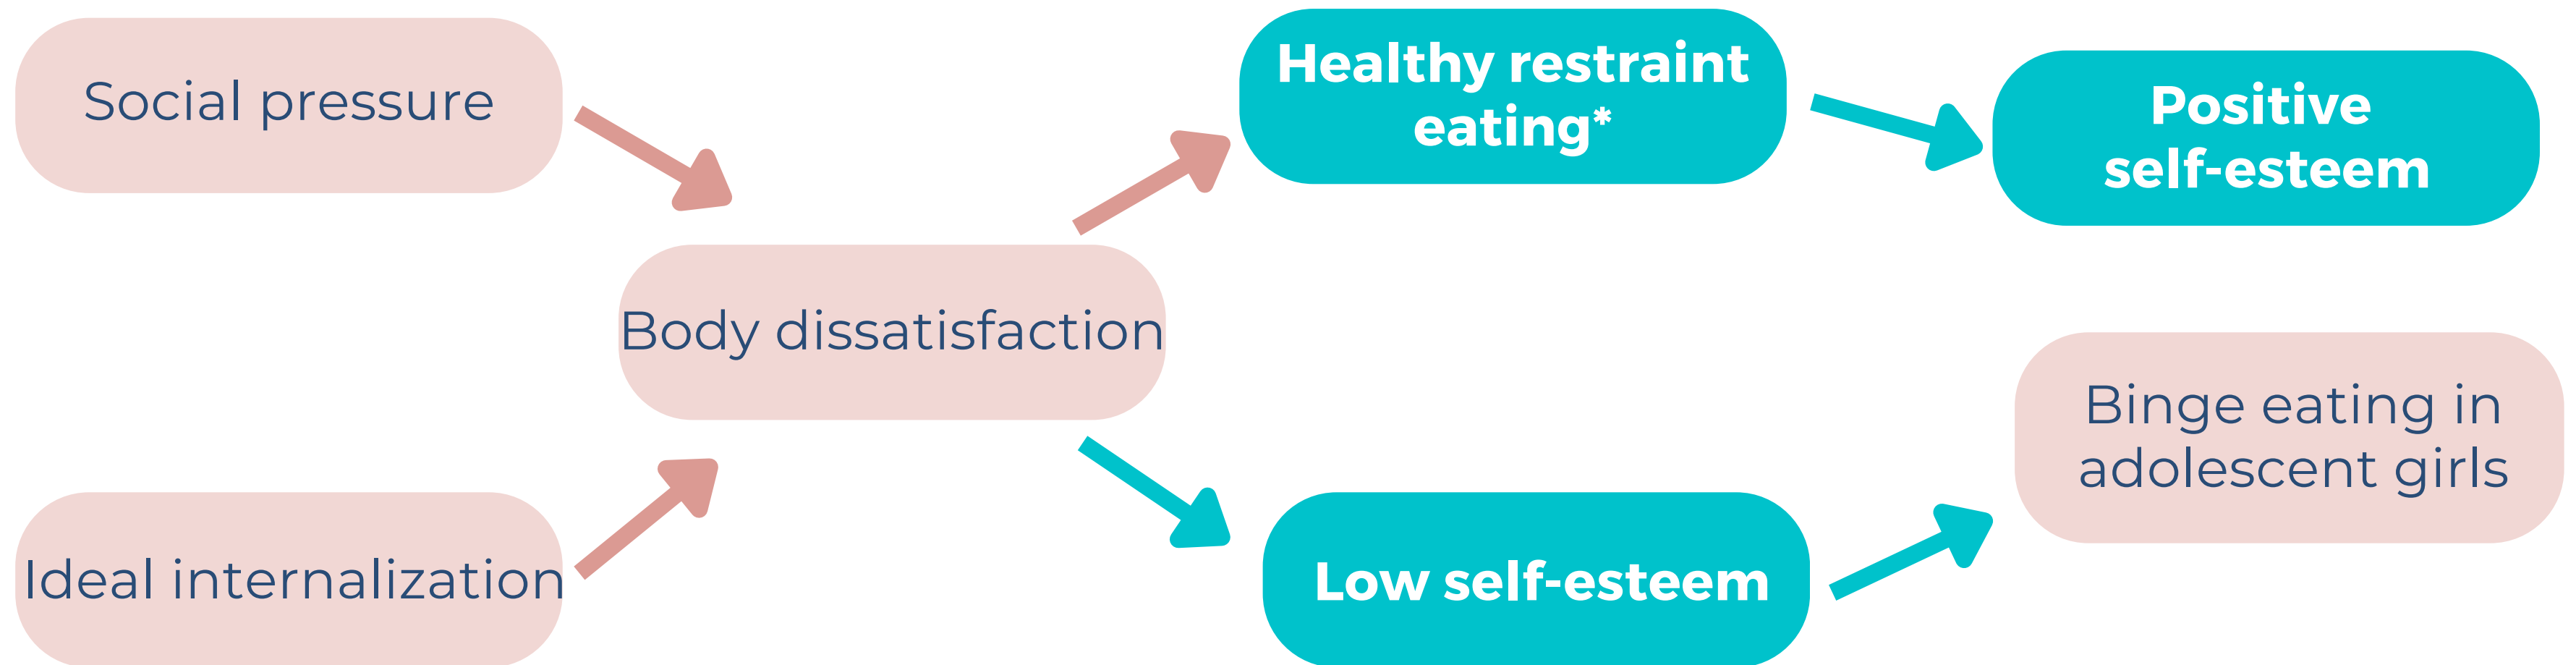 Social pressure
Healthy restraint
eating*
Positive
self-esteem
Body dissatisfaction
Binge eating in
adolescent girls
Ideal internalization
Low self-esteem